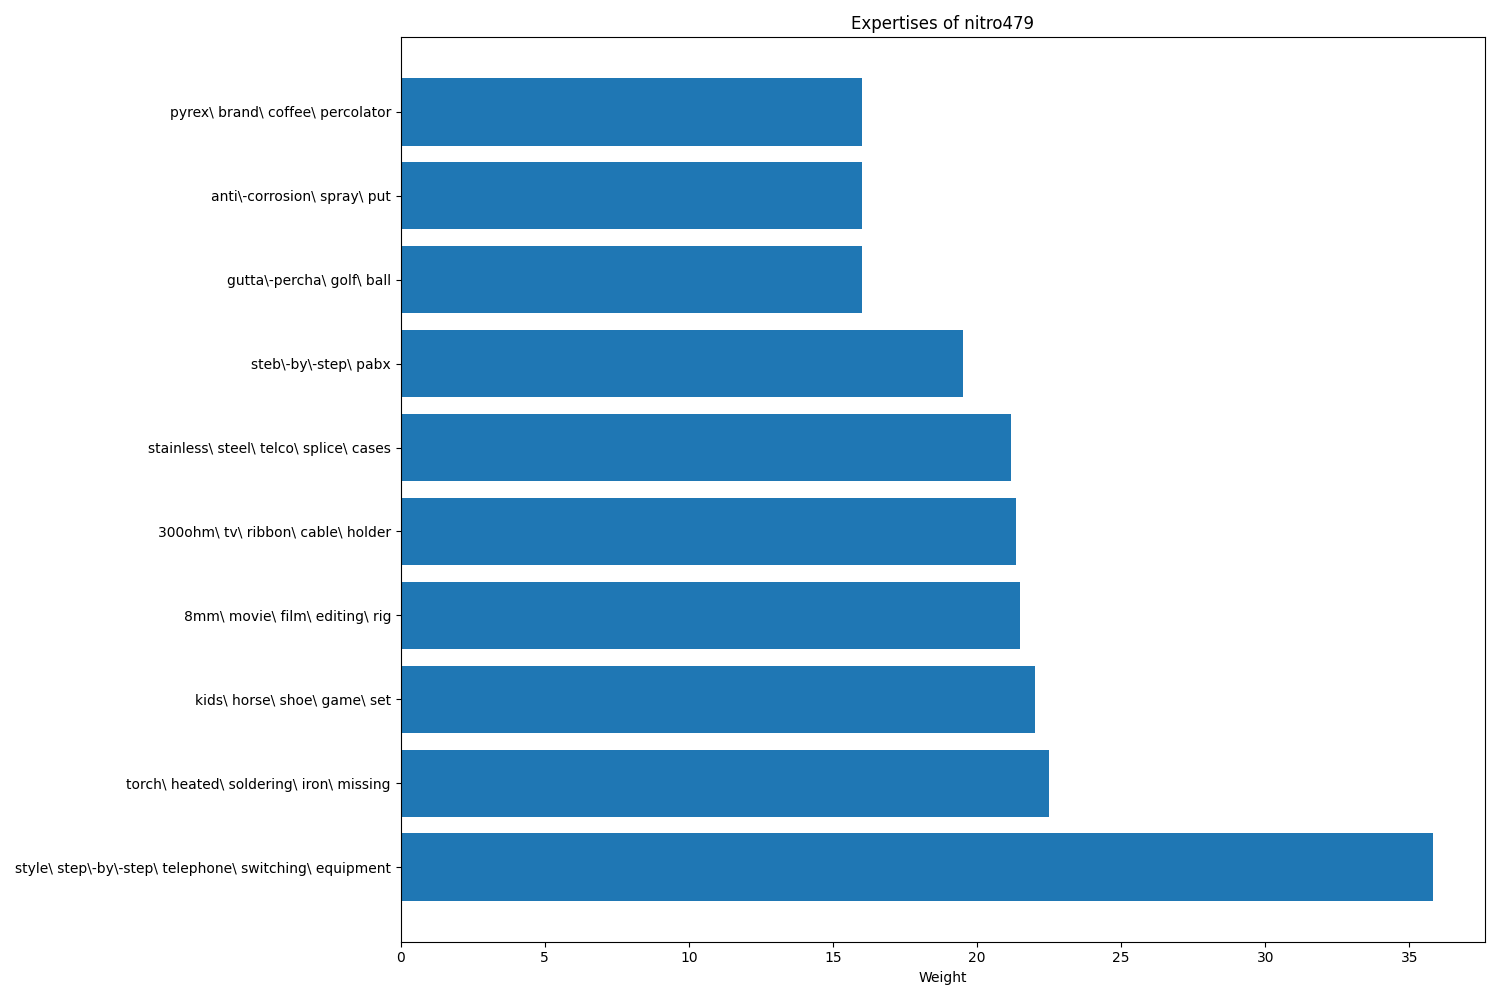 Expertises of nitro479
pyrex\ brand\ coffee\ percolator
anti\-corrosion\ spray\ put
gutta\-percha\ golf\ ball
steb\-by\-step\ pabx
stainless\ steel\ telco\ splice\ cases
300ohm\ tv\ ribbon\ cable\ holder
8mm\ movie\ film\ editing\ rig
kids\ horse\ shoe\ game\ set
torch\ heated\ soldering\ iron\ missing
style\ step\-by\-step\ telephone\ switching\ equipment
0 5 10 15 20 25 30 35
Weight